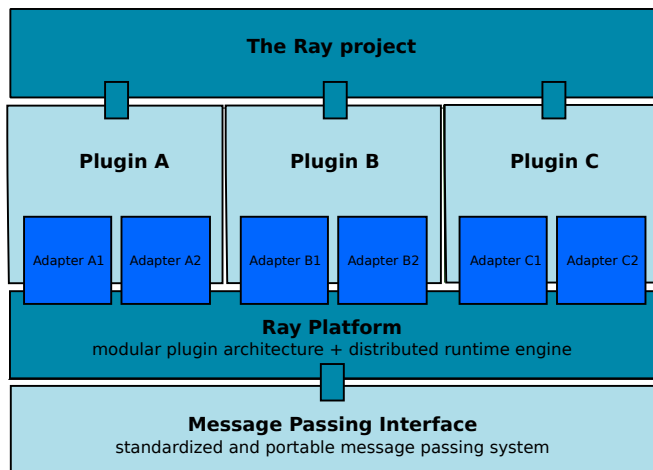 The Ray project
Plugin A
Plugin B
Plugin C
Adapter A1
Adapter A2
Adapter B1
Adapter B2
Adapter C1
Adapter C2
Ray Platform
modular plugin architecture + distributed runtime engine
Message Passing Interface
standardized and portable message passing system